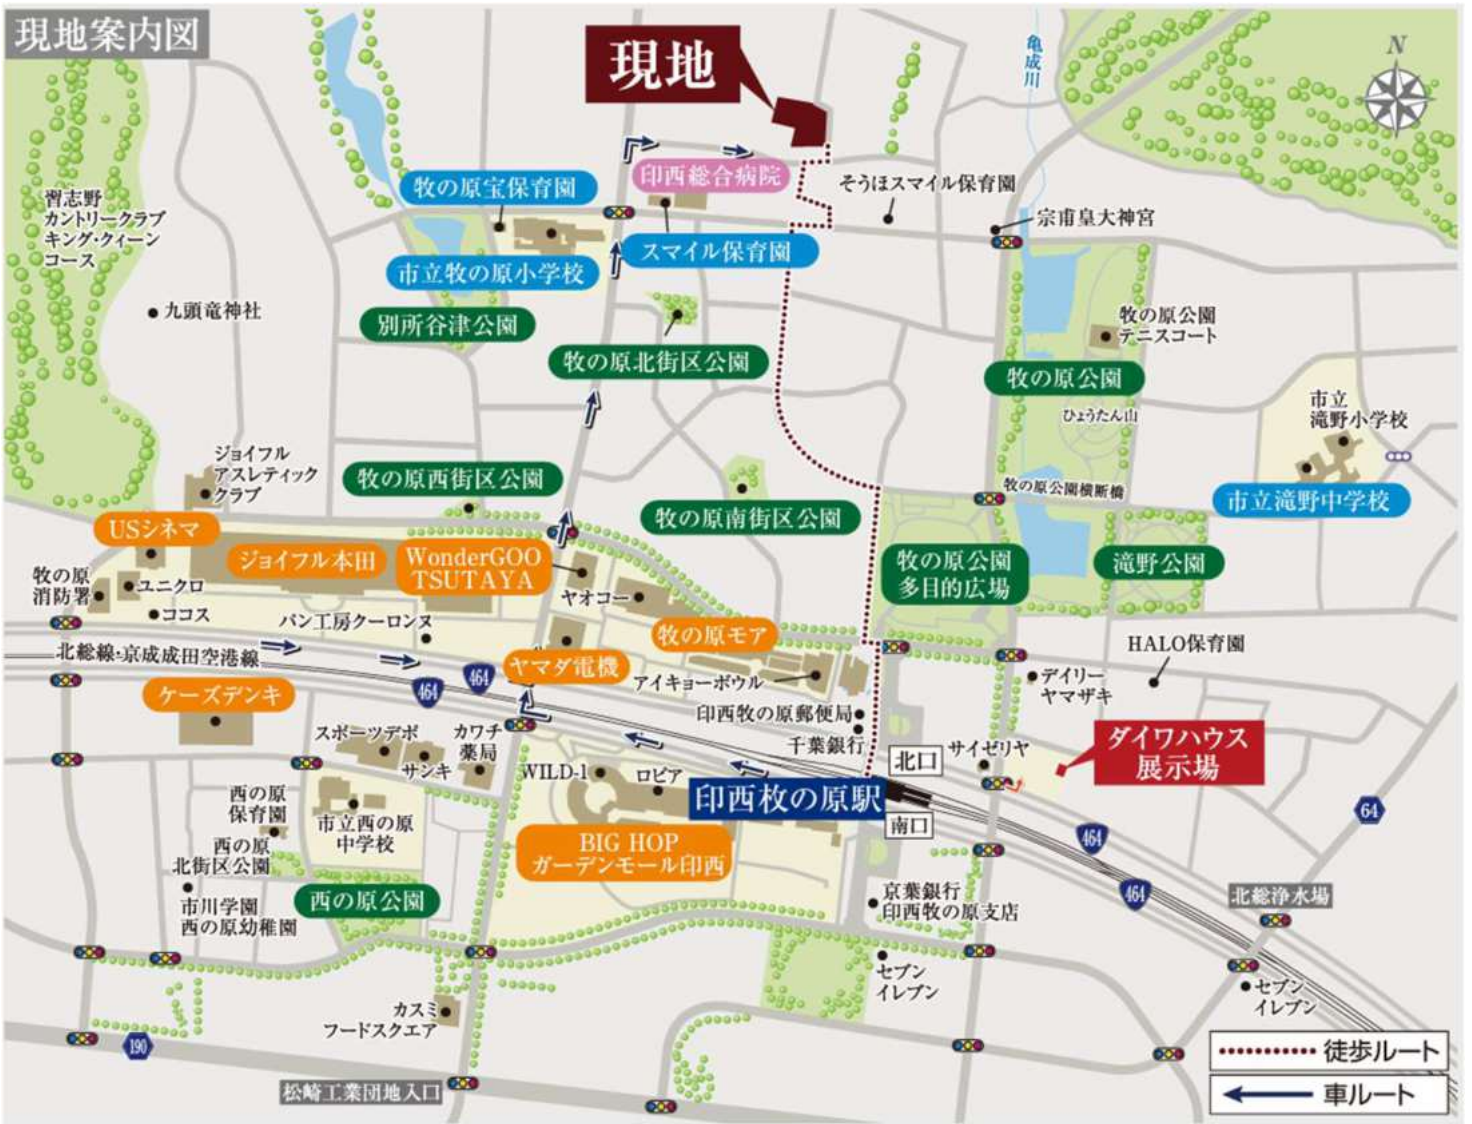 現地案内図
現地
亀成川
N
印西総合病院
そうほスマイル保育園
牧の原宝保育園
習志野
カントリークラブ
キング・クィーン
コース
宗甫皇大神宮
スマイル保育園
市立牧の原小学校
九頭竜神社
別所谷津公園
牧の原公園
テニスコート
牧の原北街区公園
牧の原公園
ひょうたん山
市立
滝野小学校
ジョイフル
アスレティック
クラブ
牧の原西街区公園
牧の原公園横断橋
市立滝野中学校
牧の原南街区公園
USシネマ
ジョイフル本田
WonderGOO
TSUTAYA
牧の原公園
多目的広場
滝野公園
牧の原
消防署
ユニクロ
ココス
ヤオコー
パン工房クーロンヌ
牧の原モア
HALO保育園
北総線・京成成田空港線
ヤマダ電機
アイキョーボウル
デイリー
ヤマザキ
464
464
ケーズデンキ
印西牧の原郵便局
千葉銀行
スポーツデポ
サンキ
カワチ
薬局
北口
サイゼリヤ
ダイワハウス
展示場
WILD-1
ロピア
印西牧の原駅
南口
西の原
保育園
市立西の原
中学校
64
464
BIG HOP
ガーデンモール印西
西の原
北街区公園
464
西の原公園
市川学園
西の原幼稚園
京葉銀行
印西牧の原支店
北総浄水場
セブン
イレブン
セブン
イレブン
カスミ
フードスクエア
190
松崎工業団地入口
徒歩ルート
車ルート